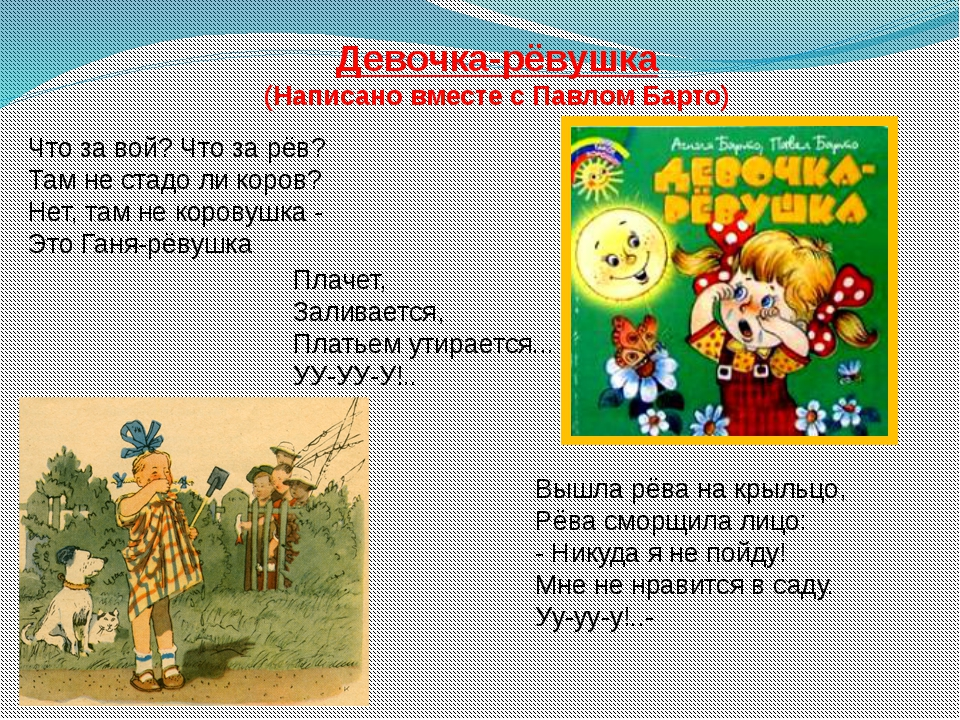 Девочка-рёвушка
(Написано вместе с Павлом Барто)
Что за вой? Что за рёв?
Там не стадо ли коров?
Нет, там не коровушка -
Это Ганя-рёвушка
Плачет,
Заливается,
Платьем утирается...
УУ-УУ-У!..
Агния Барто, Павел Барто
ДЕВОЧКА-
РЁВУШКА
Вышла рёва на крыльцо,
Рёва сморщила лицо:
- Никуда я не пойду!
Мне не нравится в саду.
Уу-уу-у!..-